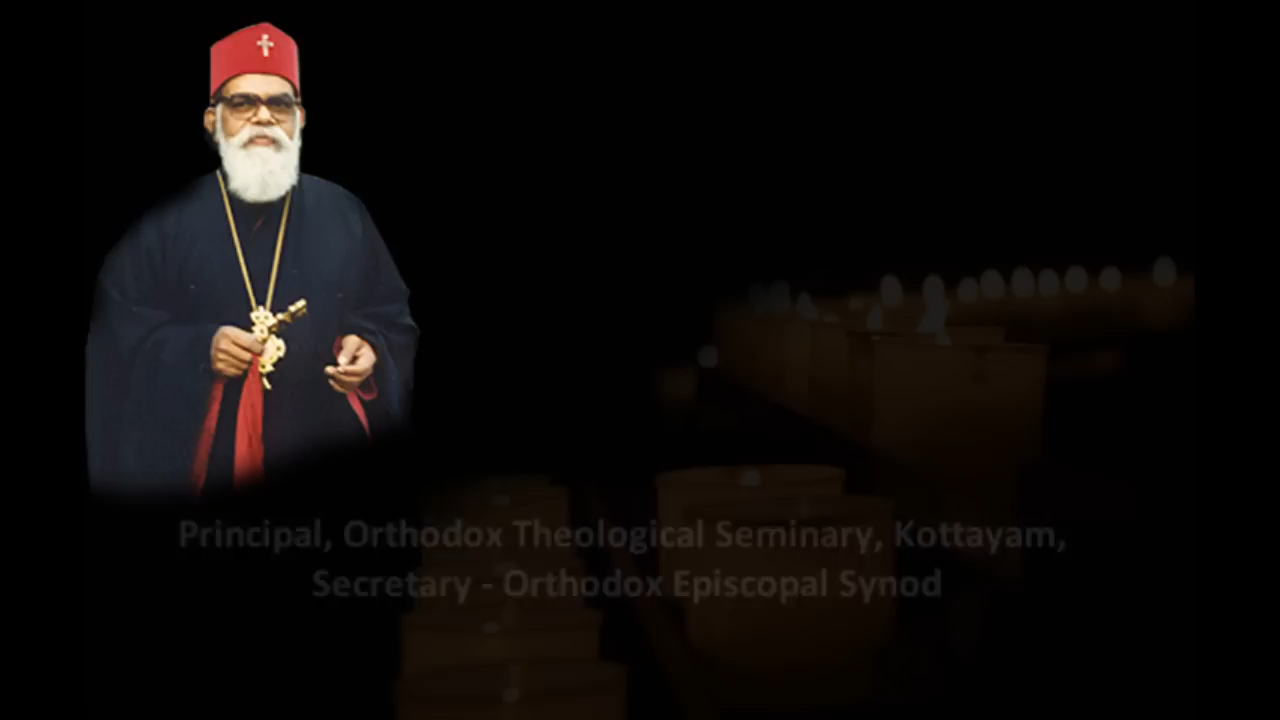 Principal, Orthodox Theological Seminary, Kottayam,
Secretary - Orthodox Episcopal Synod